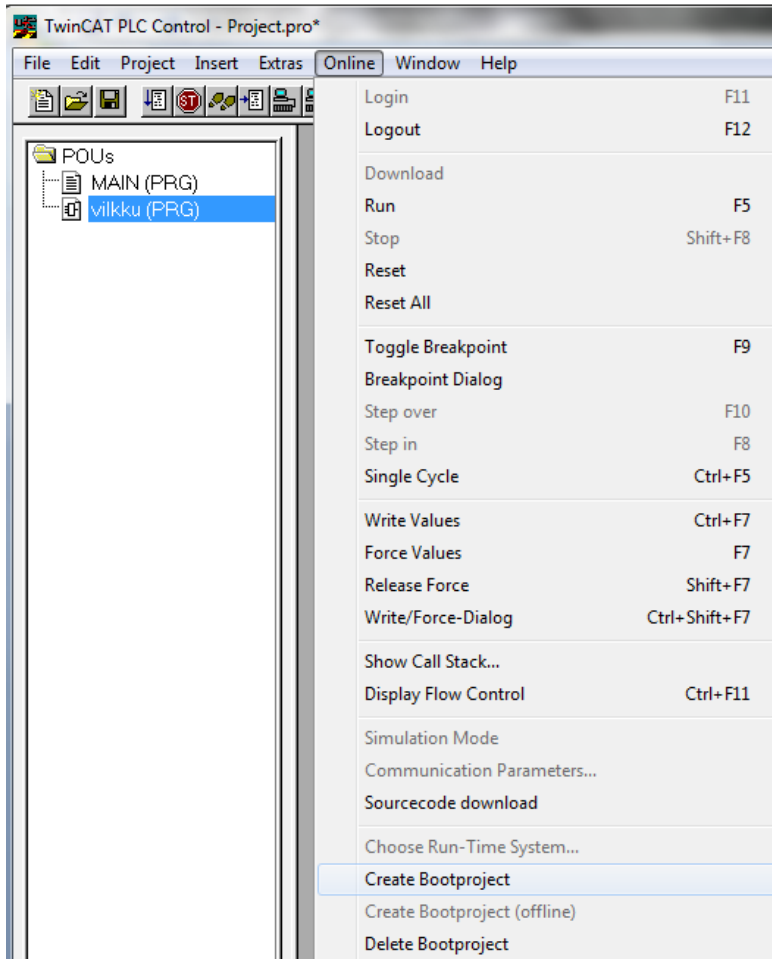 TwinCAT PLC Control - Project.pro*
File Edit Project Insert Extras Online Window Help
POUs
MAIN (PRG)
vilkku (PRG)
Login F11
Logout F12
Download
Run F5
Stop Shift+F8
Reset
Reset All
Toggle Breakpoint F9
Breakpoint Dialog
Step over F10
Step in F8
Single Cycle Ctrl+F5
Write Values Ctrl+F7
Force Values F7
Release Force Shift+F7
Write/Force-Dialog Ctrl+Shift+F7
Show Call Stack...
Display Flow Control Ctrl+F11
Simulation Mode
Communication Parameters...
Sourcecode download
Choose Run-Time System...
Create Bootproject
Create Bootproject (offline)
Delete Bootproject